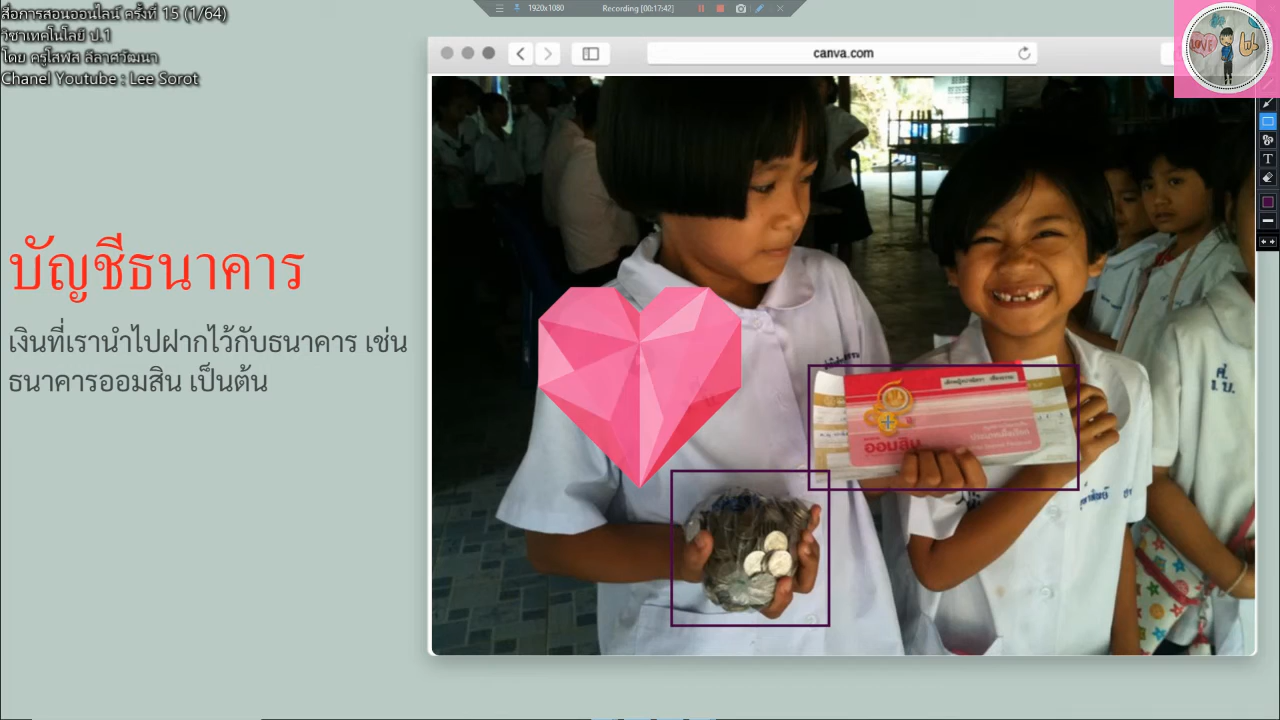 สื่อการสอนออนไลน์ ครั้งที่ 15 (1/64)
วิชาเทคโนโลยี ป.1
โดย ครูโสฬส ลีลาศวัฒนา
Chanel Youtube : Lee Sorot
1920x1080
Recording [00:17:42]
canva.com
LOVE
บัญชีธนาคาร
เงินที่เรานำไปฝากไว้กับธนาคาร เช่น
ธนาคารออมสิน เป็นต้น
ออมสิน